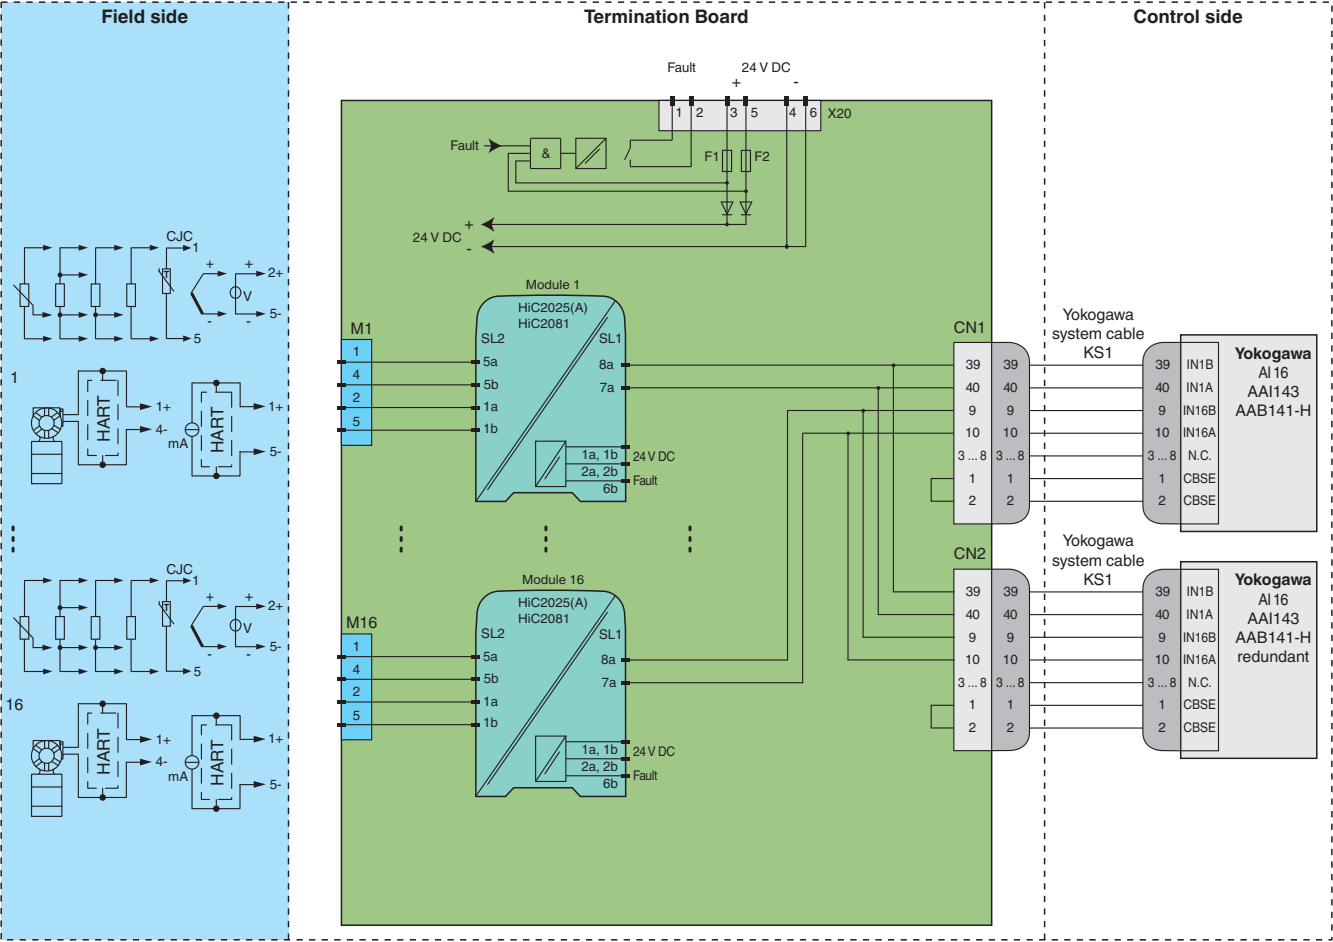 Field side
Termination Board
Control side
Fault
24 V DC
+
-
1
2
3
5
4
6
X20
Fault
&
F1
F2
+
24 V DC
-
CJC
1
+
-
+
V
-
2+
5-
5
1
HART
1+
4-
mA
HART
1+
5-
CJC
1
+
-
+
V
-
2+
5-
5
16
HART
1+
4-
mA
HART
1+
5-
M1
1
4
2
5
Module 1
HiC2025(A)
HiC2081
SL2
SL1
5a
5b
1a
1b
8a
7a
1a, 1b
24 V DC
2a, 2b
Fault
6b
M16
1
4
2
5
Module 16
HiC2025(A)
HiC2081
SL2
SL1
5a
5b
1a
1b
8a
7a
1a, 1b
24 V DC
2a, 2b
Fault
6b
CN1
39 39
40 40
9 9
10 10
3 ... 8 3 ... 8
1 1
2 2
Yokogawa
system cable
KS1
39 IN1B
40 IN1A
9 IN16B
10 IN16A
3 ... 8 N.C.
1 CBSE
2 CBSE
Yokogawa
AI 16
AAI143
AAB141-H
CN2
39 39
40 40
9 9
10 10
3 ... 8 3 ... 8
1 1
2 2
Yokogawa
system cable
KS1
39 IN1B
40 IN1A
9 IN16B
10 IN16A
3 ... 8 N.C.
1 CBSE
2 CBSE
Yokogawa
AI 16
AAI143
AAB141-H
redundant